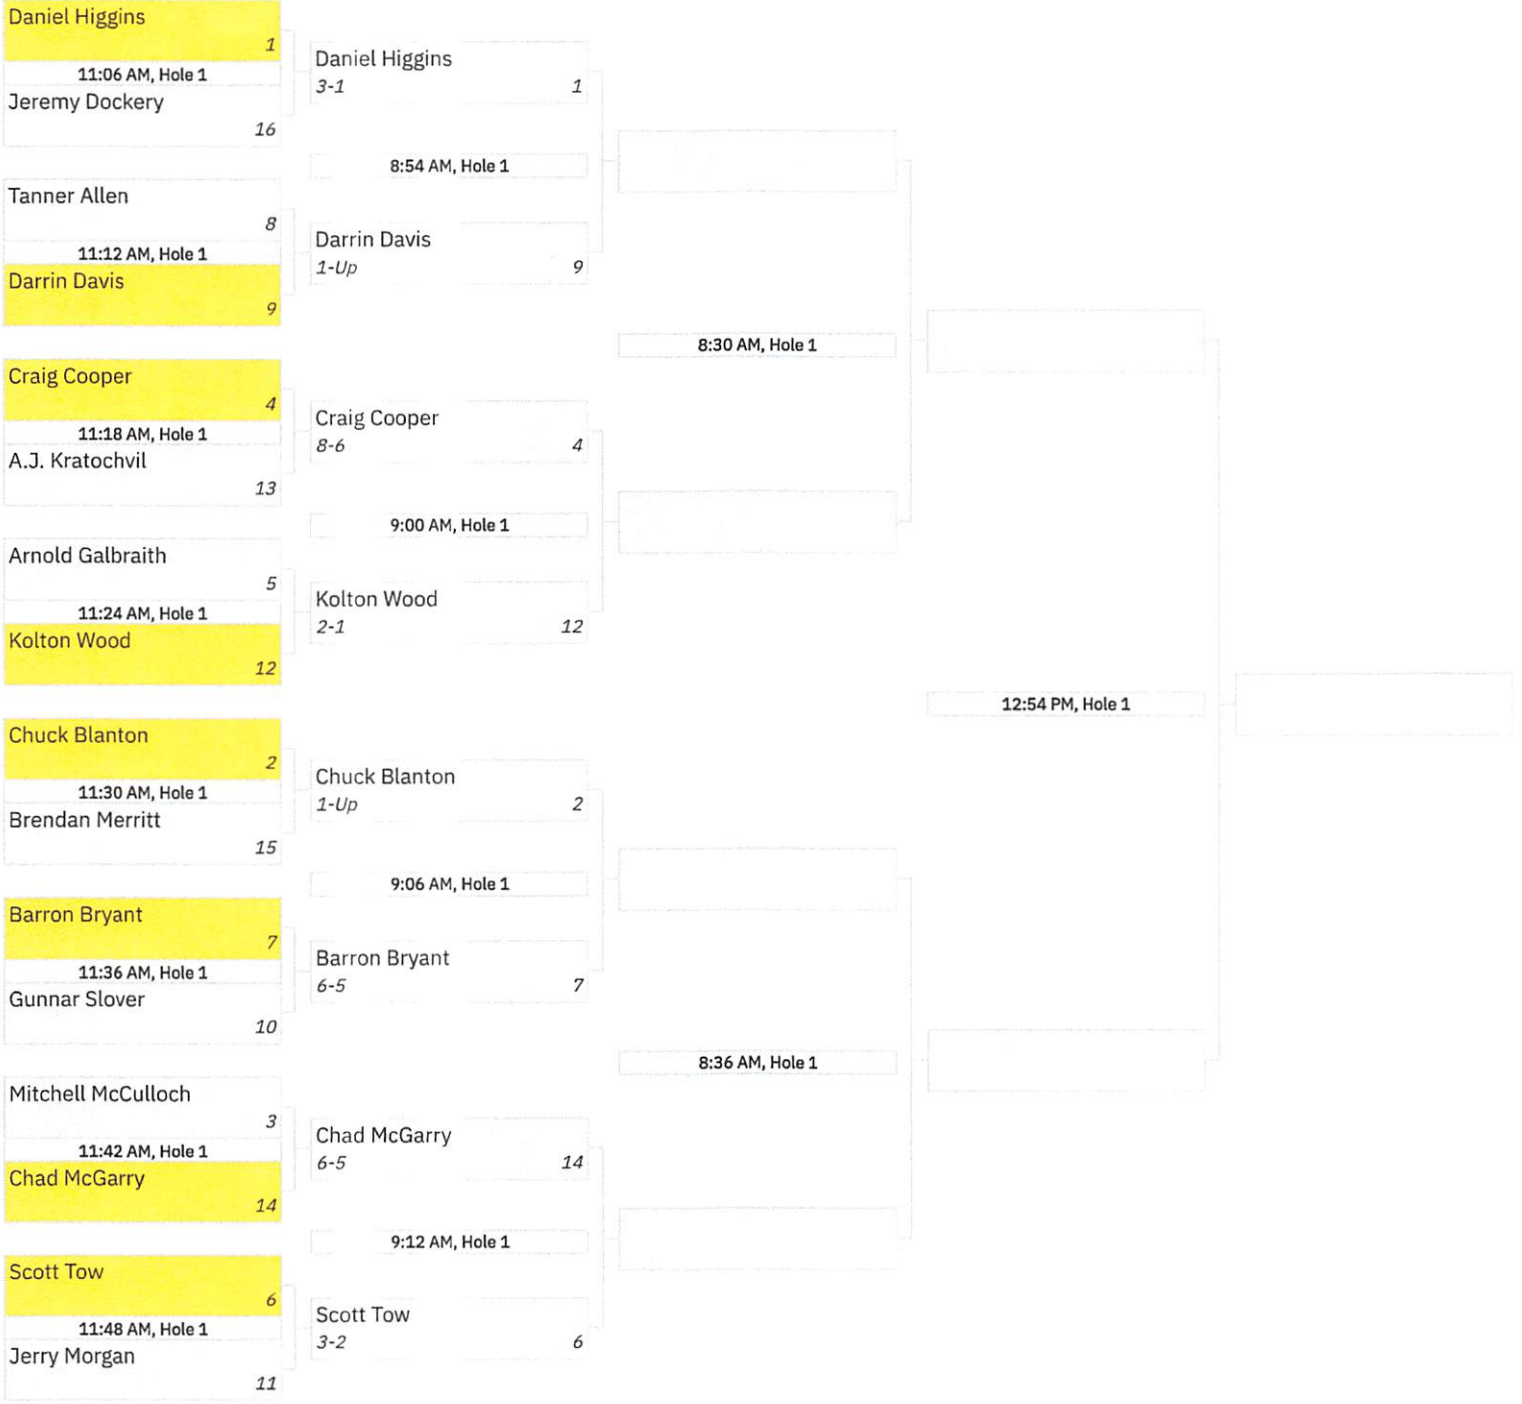 Daniel Higgins
1
11:06 AM, Hole 1
Jeremy Dockery
16
Tanner Allen
8
11:12 AM, Hole 1
Darrin Davis
9
Craig Cooper
4
11:18 AM, Hole 1
A.J. Kratochvil
13
Arnold Galbraith
5
11:24 AM, Hole 1
Kolton Wood
12
Chuck Blanton
2
11:30 AM, Hole 1
Brendan Merritt
15
Barron Bryant
7
11:36 AM, Hole 1
Gunnar Slover
10
Mitchell McCulloch
3
11:42 AM, Hole 1
Chad McGarry
14
Scott Tow
6
11:48 AM, Hole 1
Jerry Morgan
11
Daniel Higgins
3-1 1
8:54 AM, Hole 1
Darrin Davis
1-Up 9
Craig Cooper
8-6 4
9:00 AM, Hole 1
Kolton Wood
2-1 12
Chuck Blanton
1-Up 2
9:06 AM, Hole 1
Barron Bryant
6-5 7
Chad McGarry
6-5 14
9:12 AM, Hole 1
Scott Tow
3-2 6
8:30 AM, Hole 1
8:36 AM, Hole 1
12:54 PM, Hole 1